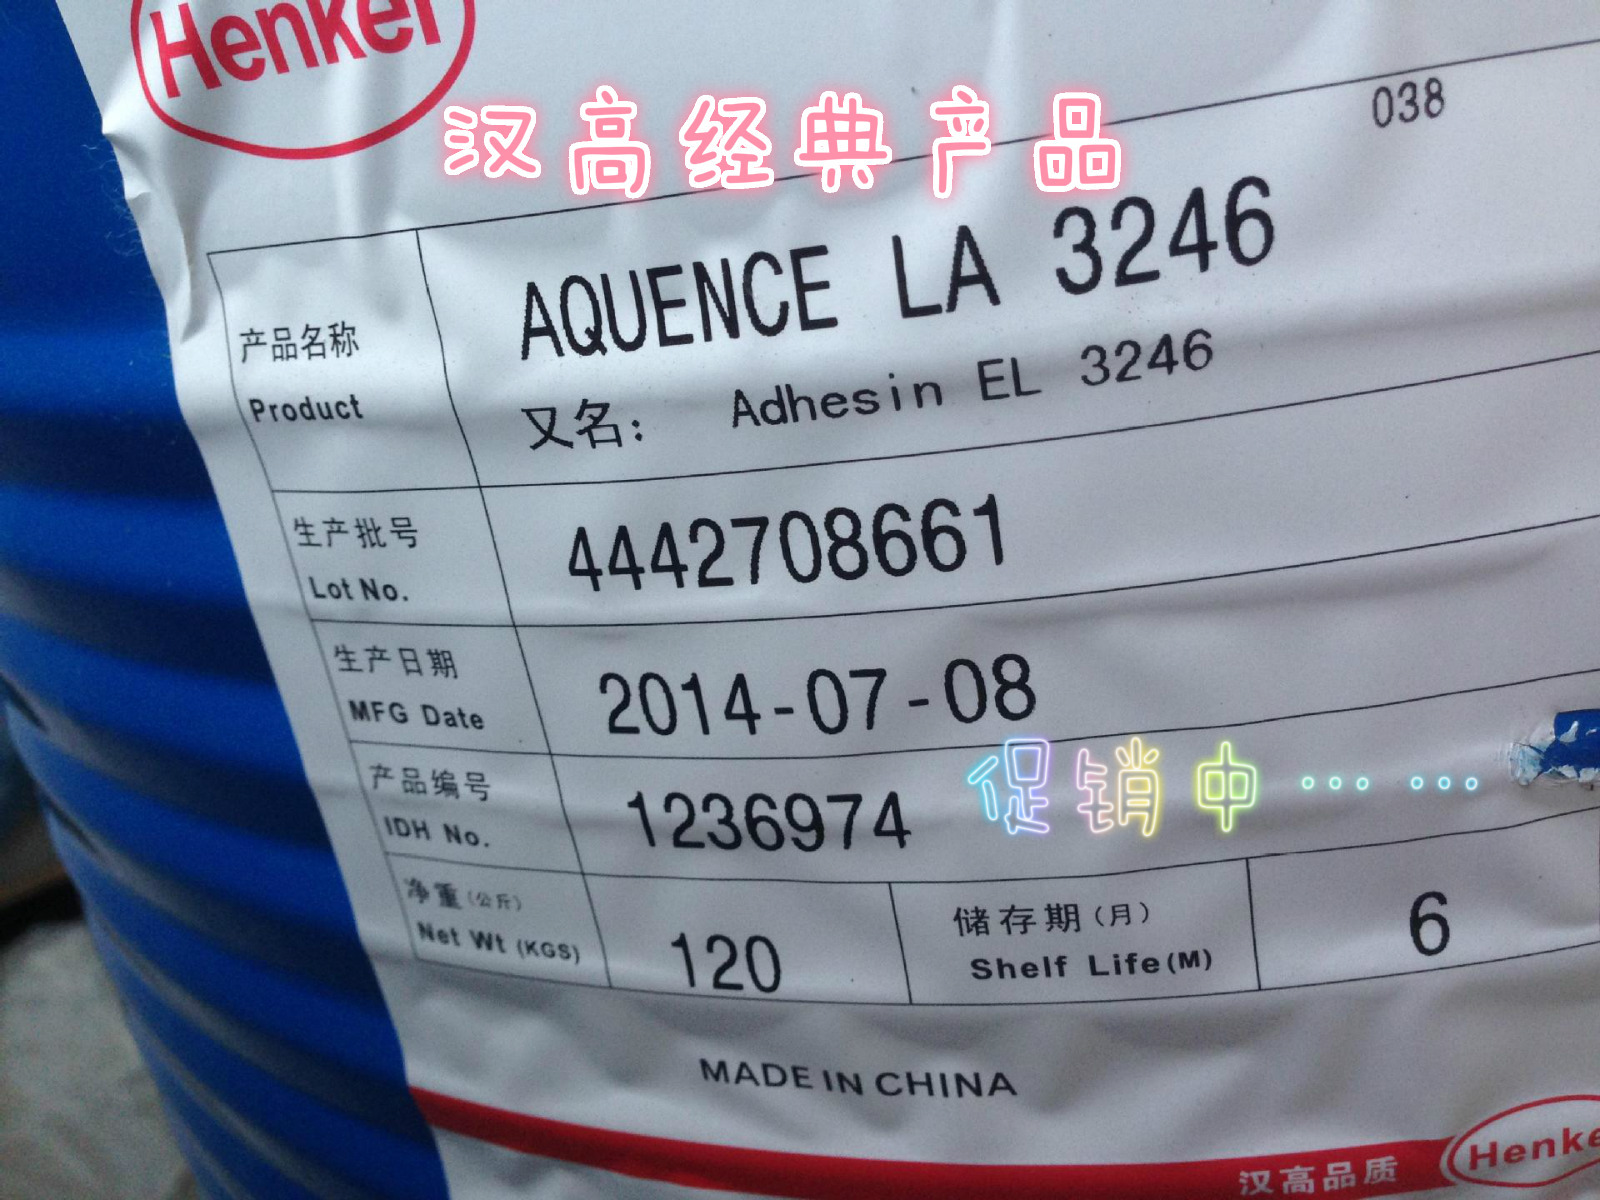 Henkel
汉高经典产品
038
产品名称
Product
AQUENCE LA 3246
又名: Adhesin EL 3246
生产批号
Lot No.
4442708661
生产日期
MFG Date
2014-07-08
产品编号
IDH No.
1236974
促销中… …
净重(公斤)
Net Wt (KGS)
120
储存期(月)
Shelf Life(M)
6
MADE IN CHINA
汉高品质
Henke